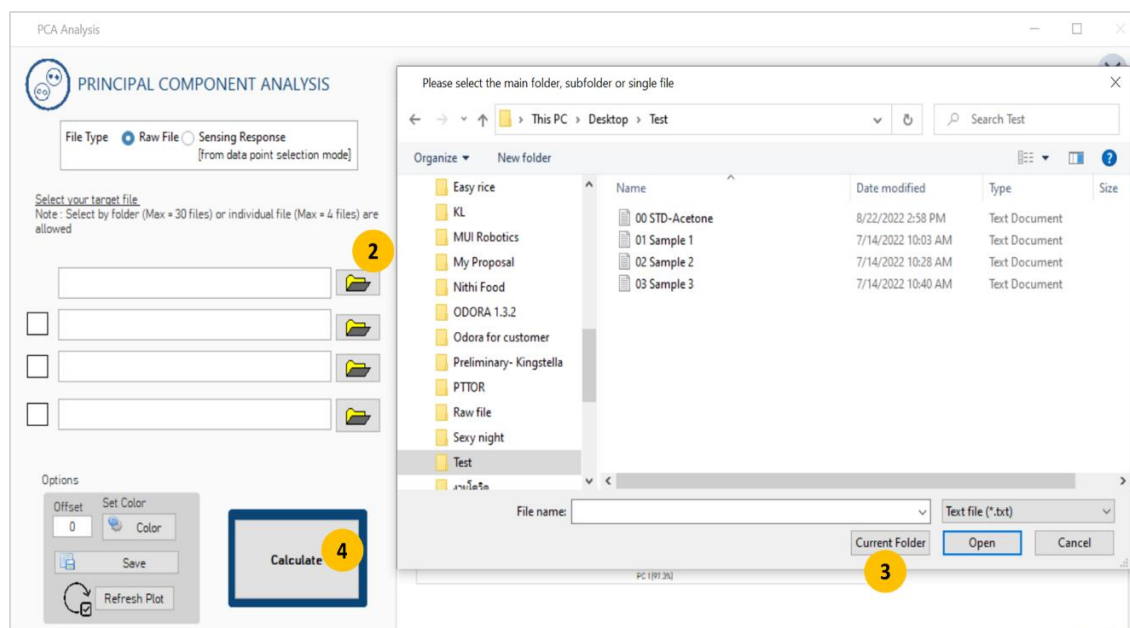 PCA Analysis
PRINCIPAL COMPONENT ANALYSIS
File Type Raw File Sensing Response
[from data point selection mode]
Select your target file
Note : Select by folder (Max = 30 files) or individual file (Max = 4 files) are
allowed
2
Options
Offset Set Color
0 Color
Save
Refresh Plot
Calculate
4
Please select the main folder, subfolder or single file
This PC > Desktop > Test
Search Test
Organize New folder
Easy rice
KL
MUI Robotics
My Proposal
Nithi Food
ODORA 1.3.2
Odora for customer
Preliminary- Kingstella
PTTOR
Raw file
Sexy night
Test
Name Date modified Type Size
00 STD-Acetone 8/22/2022 2:58 PM Text Document
01 Sample 1 7/14/2022 10:03 AM Text Document
02 Sample 2 7/14/2022 10:28 AM Text Document
03 Sample 3 7/14/2022 10:40 AM Text Document
File name: Text file (*.txt)
Current Folder Open Cancel
3
PC 1(97.3%)